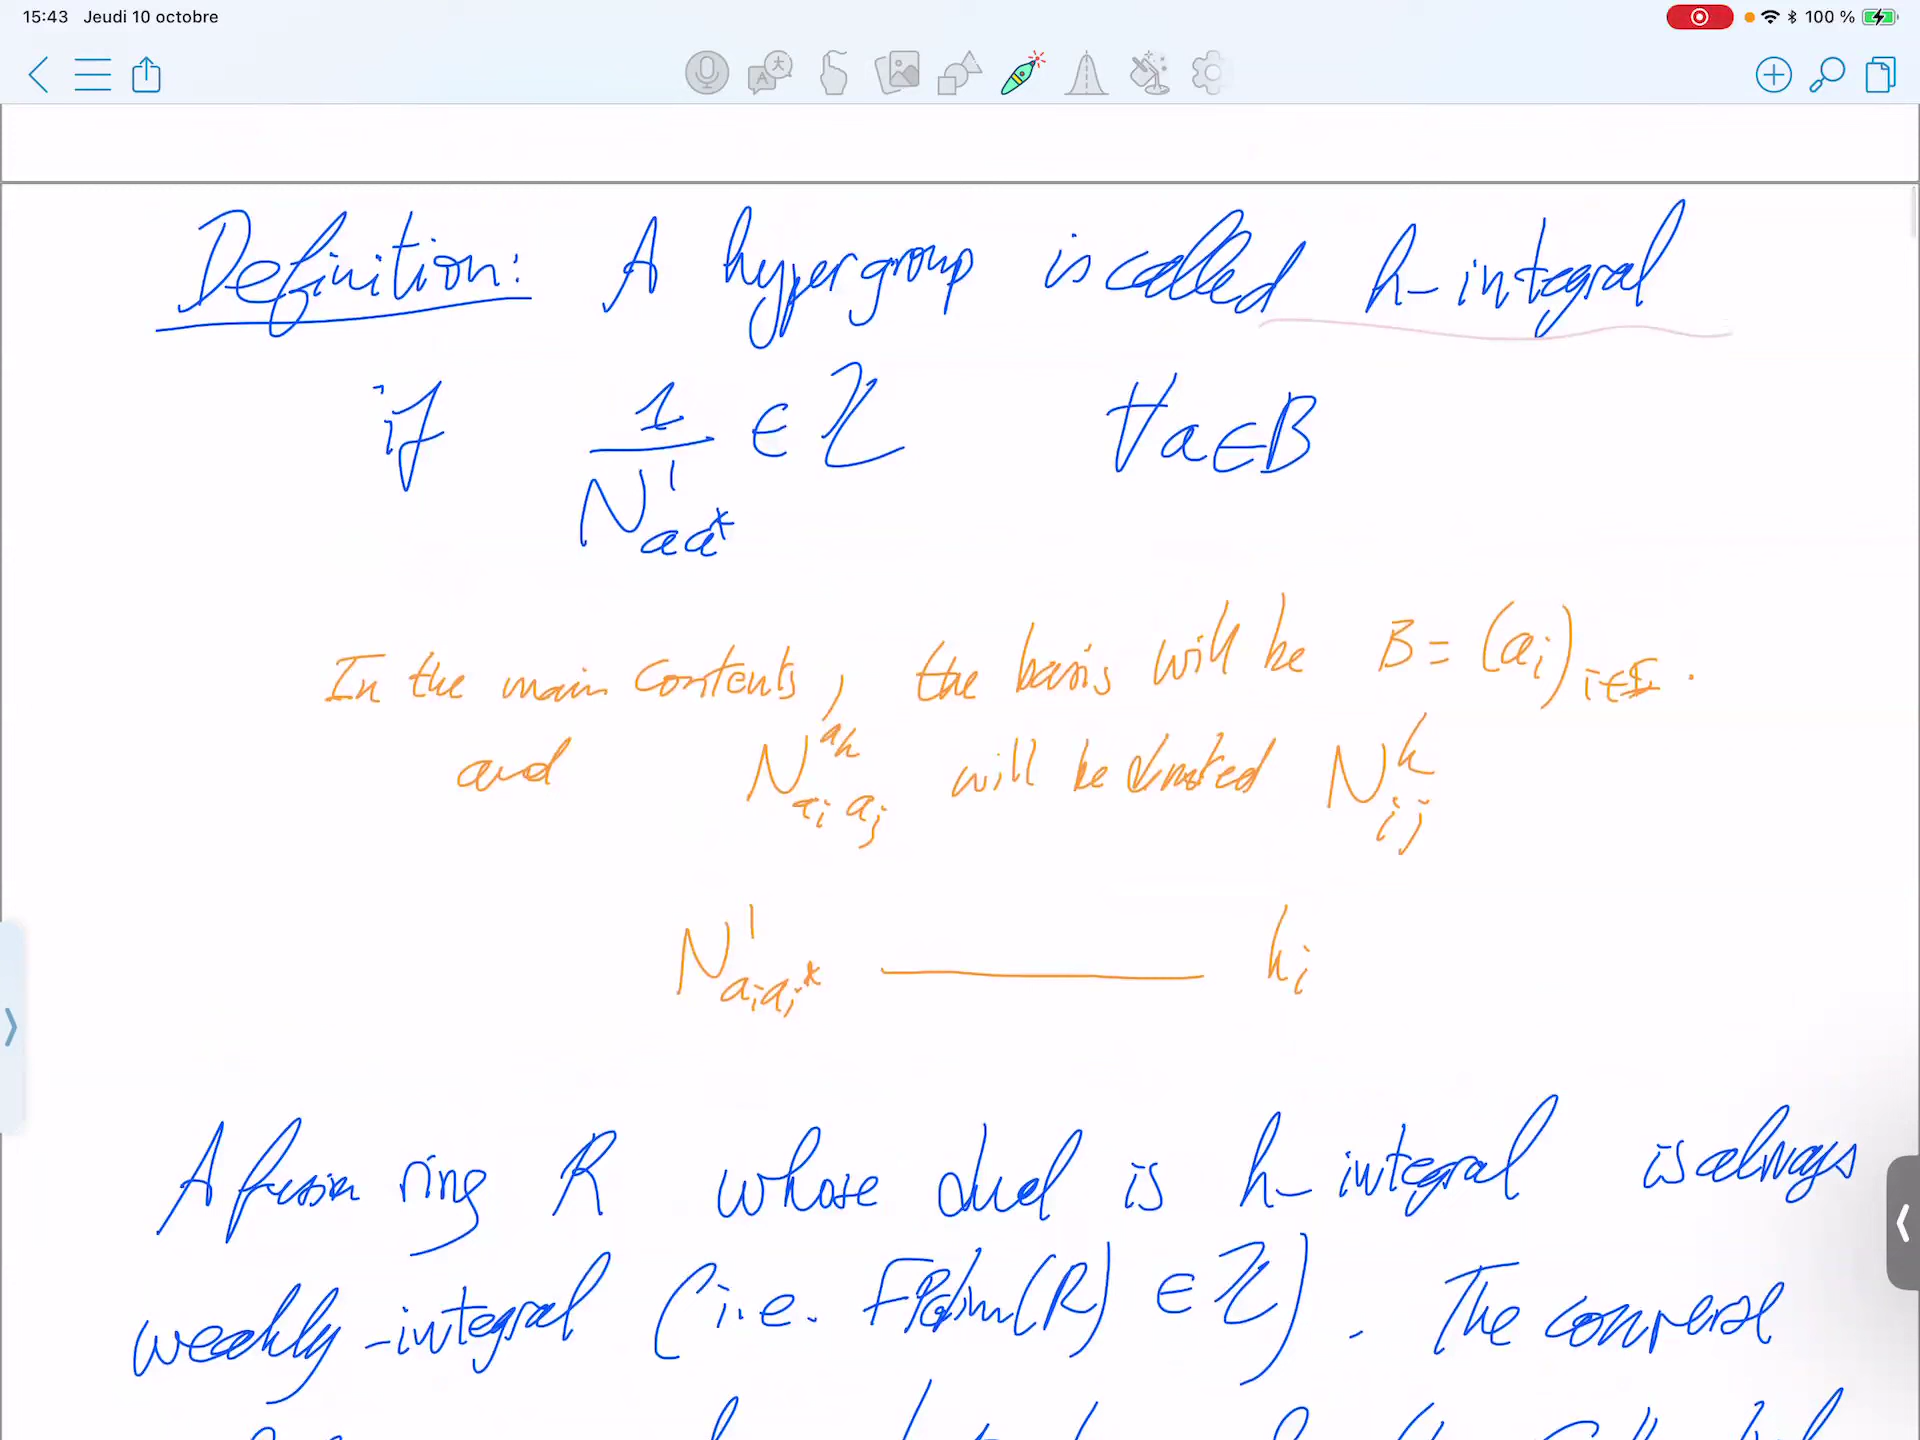 15:43 Jeudi 10 octobre 100 %
Definition: A hypergroup is called h-integral
if 1/N^1_{aa*} ∈ ℤ ∀a∈B
In the main contents, the basis will be B = (a_i)_{i∈I}.
and N^{a_k}_{a_i a_j} will be denoted N^k_{ij}
N^1_{a_i a_i*} ——— h_i
A fusion ring R whose dual is h-integral is always
weakly-integral (i.e. FPdim(R) ∈ ℤ). The converse